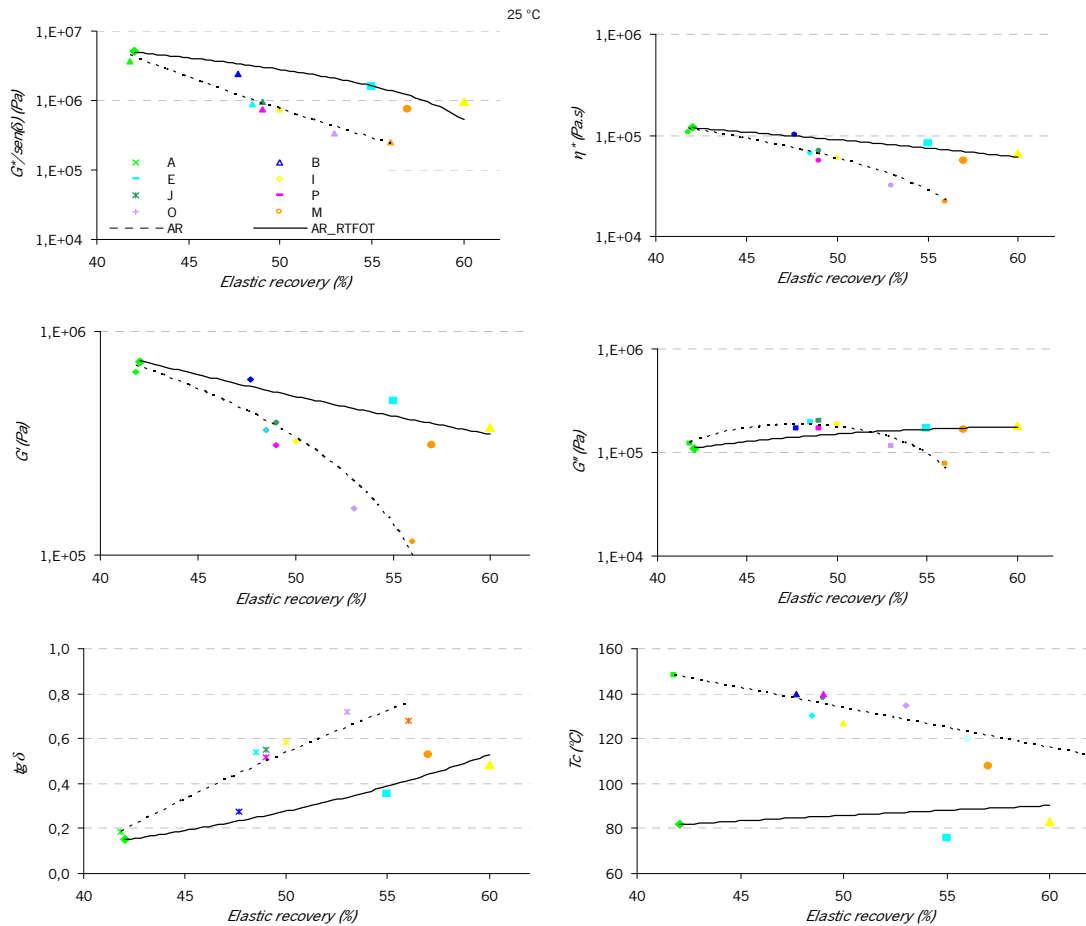 25 °C
1,E+07
1,E+06
1,E+05
1,E+04
G*/sen(δ) (Pa)
A
B
E
I
J
P
O
M
AR
AR_RTFOT
40 45 50 55 60
Elastic recovery (%)
1,E+06
1,E+05
1,E+04
η* (Pa.s)
40 45 50 55 60
Elastic recovery (%)
1,E+06
1,E+05
G' (Pa)
40 45 50 55 60
Elastic recovery (%)
1,E+06
1,E+05
1,E+04
G'' (Pa)
40 45 50 55 60
Elastic recovery (%)
1,0
0,8
0,6
0,4
0,2
0,0
tg δ
40 45 50 55 60
Elastic recovery (%)
160
140
120
100
80
60
Tc (°C)
40 45 50 55 60
Elastic recovery (%)